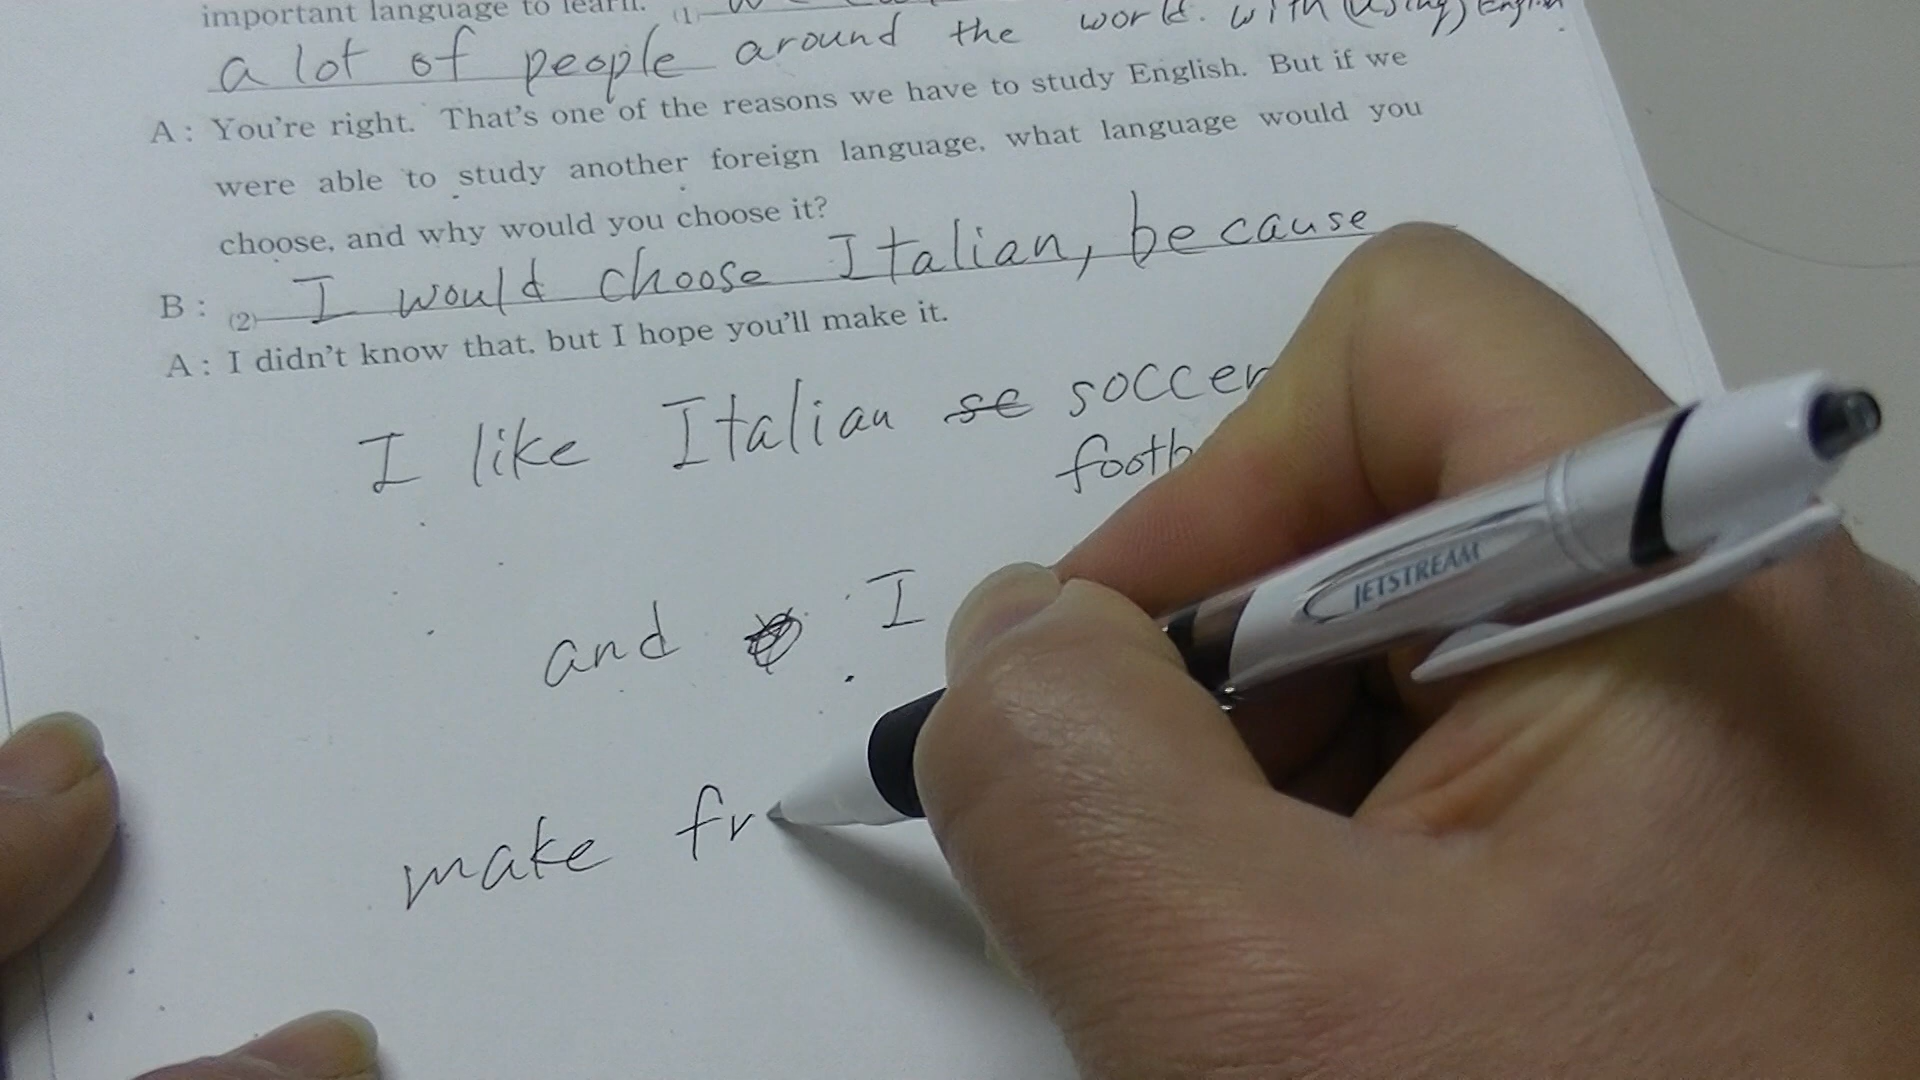 important language to learn. (1)
a lot of people around the world. with (using) English.
A : You're right. That's one of the reasons we have to study English. But if we
were able to study another foreign language, what language would you
choose, and why would you choose it?
B : (2) I would choose Italian, because
A : I didn't know that, but I hope you'll make it.
I like Italian se soccer
footb
and I
make fr
JETSTREAM